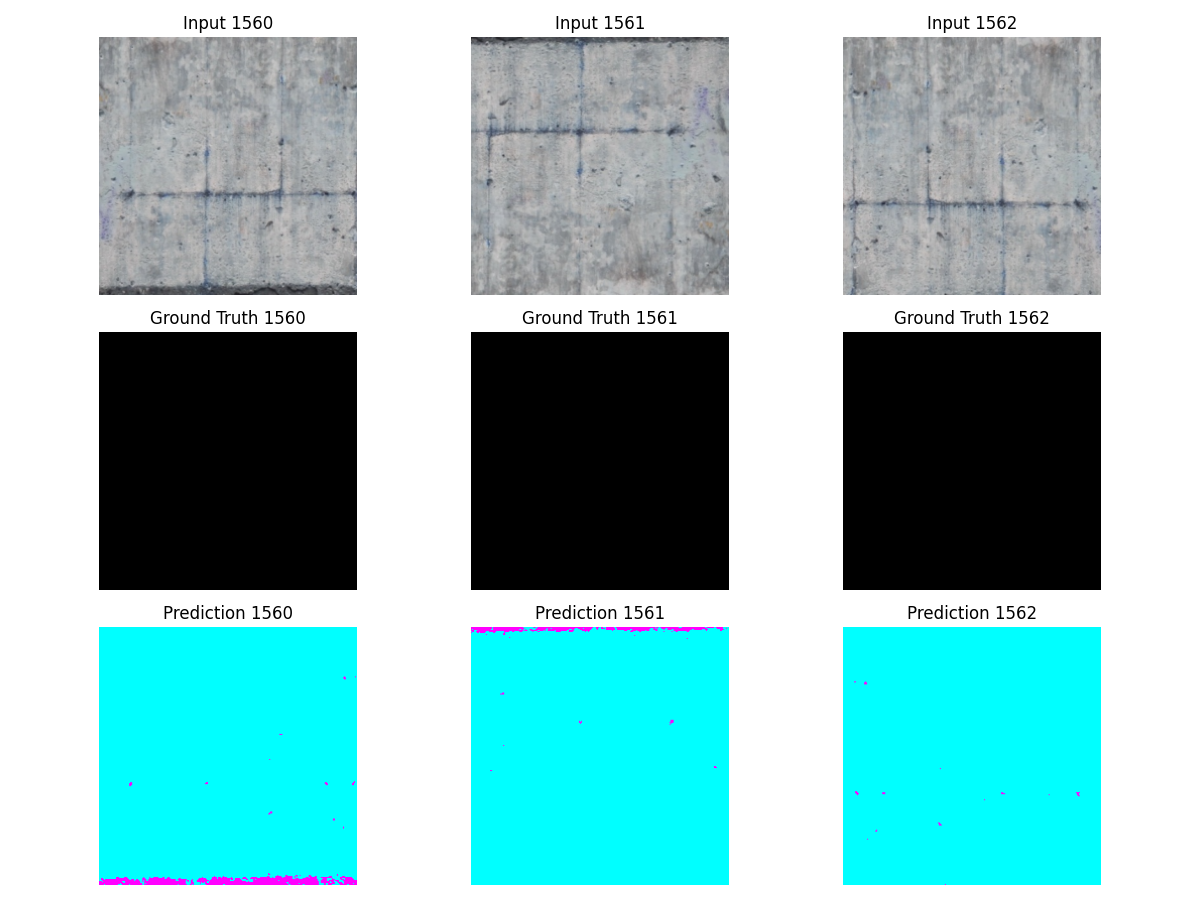 Input 1560
Input 1561
Input 1562
Ground Truth 1560
Ground Truth 1561
Ground Truth 1562
Prediction 1560
Prediction 1561
Prediction 1562